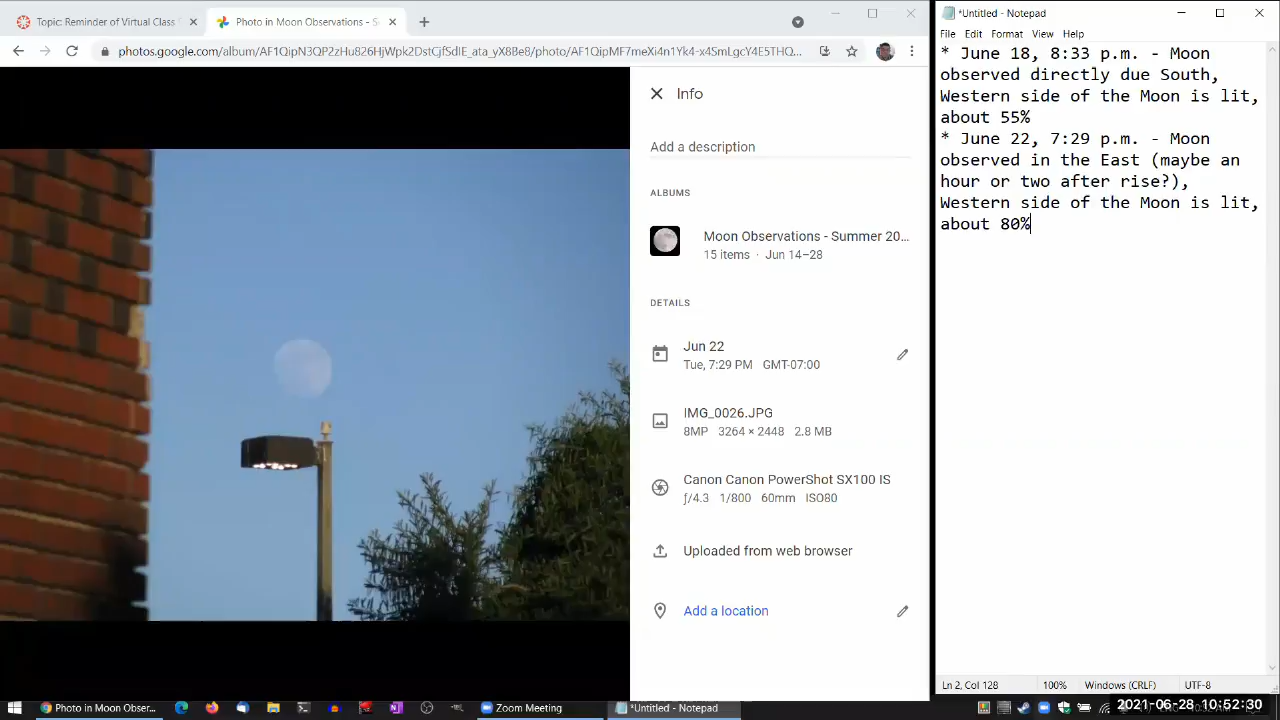 Topic: Reminder of Virtual Class
Photo in Moon Observations - S
photos.google.com/album/AF1QipN3QP2zHu826HjWpk2DstCjfSdIE_ata_yX8Be8/photo/AF1QipMF7meXi4n1Yk4-x4SmLgcY4E5THQ...
Info
Add a description
ALBUMS
Moon Observations - Summer 20...
15 items · Jun 14–28
DETAILS
Jun 22
Tue, 7:29 PM GMT-07:00
IMG_0026.JPG
8MP 3264 × 2448 2.8 MB
Canon Canon PowerShot SX100 IS
ƒ/4.3 1/800 60mm ISO80
Uploaded from web browser
Add a location
*Untitled - Notepad
File Edit Format View Help
* June 18, 8:33 p.m. - Moon
observed directly due South,
Western side of the Moon is lit,
about 55%
* June 22, 7:29 p.m. - Moon
observed in the East (maybe an
hour or two after rise?),
Western side of the Moon is lit,
about 80%
Ln 2, Col 128 100% Windows (CRLF) UTF-8
Photo in Moon Obser...
Zoom Meeting
*Untitled - Notepad
2021-06-28 10:52:30